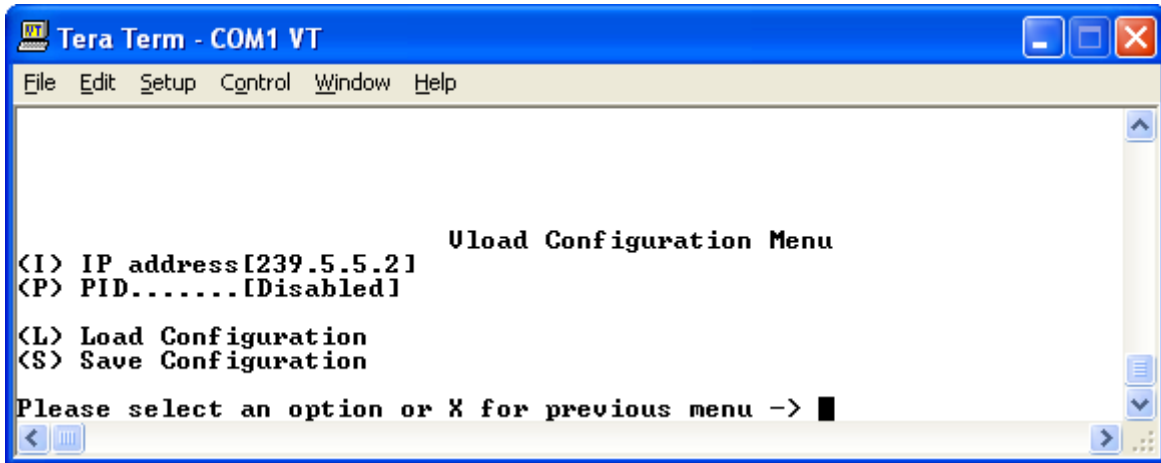 Tera Term - COM1 VT
File Edit Setup Control Window Help
Vload Configuration Menu
(I) IP address[239.5.5.2]
(P) PID.......[Disabled]
(L) Load Configuration
(S) Save Configuration
Please select an option or X for previous menu ->